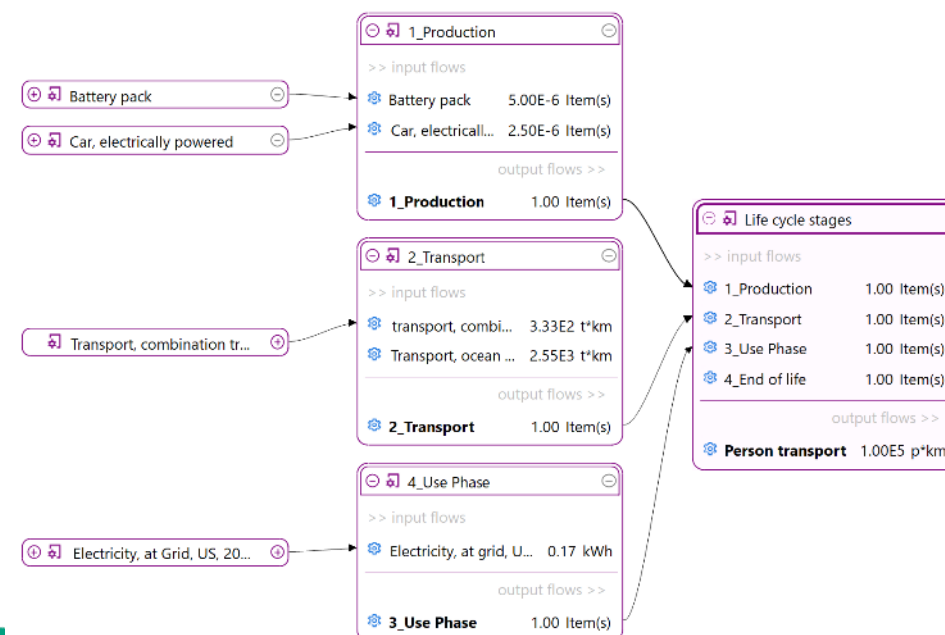 1_Production
>> input flows
Battery pack 5.00E-6 Item(s)
Car, electricall... 2.50E-6 Item(s)
output flows >>
1_Production 1.00 Item(s)
Battery pack
Car, electrically powered
2_Transport
>> input flows
transport, combi... 3.33E2 t*km
Transport, ocean ... 2.55E3 t*km
output flows >>
2_Transport 1.00 Item(s)
Transport, combination tr...
4_Use Phase
>> input flows
Electricity, at grid, U... 0.17 kWh
output flows >>
3_Use Phase 1.00 Item(s)
Electricity, at Grid, US, 20...
Life cycle stages
>> input flows
1_Production 1.00 Item(s)
2_Transport 1.00 Item(s)
3_Use Phase 1.00 Item(s)
4_End of life 1.00 Item(s)
output flows >>
Person transport 1.00E5 p*km